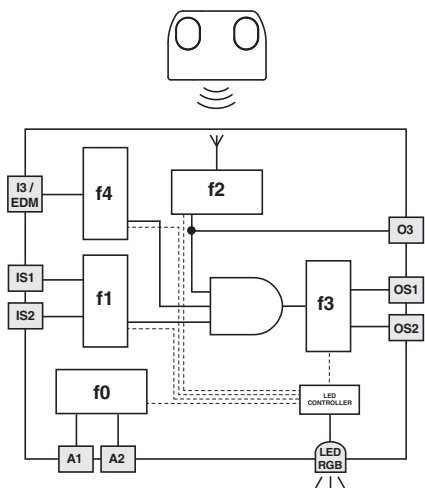 I3 /
EDM
f4
f2
O3
IS1
IS2
f1
f3
OS1
OS2
f0
LED
CONTROLLER
A1
A2
LED
RGB